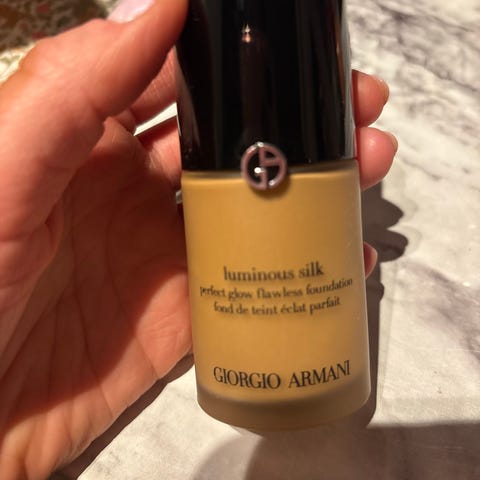 luminous silk
perfect glow flawless foundation
fond de teint éclat parfait
GIORGIO ARMANI